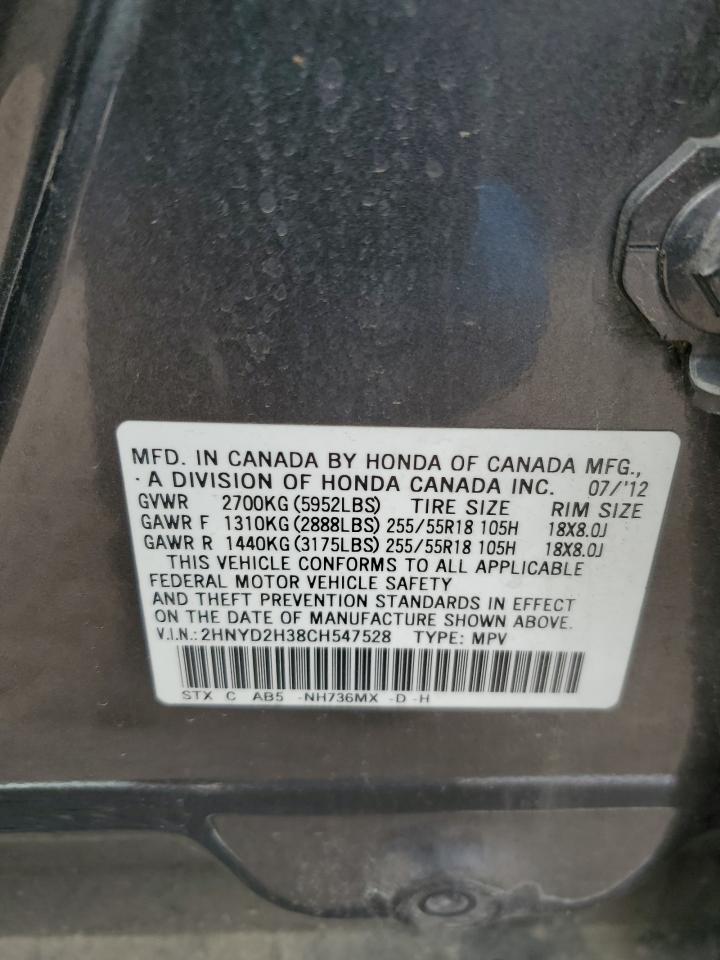 MFD. IN CANADA BY HONDA OF CANADA MFG.,
A DIVISION OF HONDA CANADA INC. 07/'12
GVWR 2700KG(5952LBS) TIRE SIZE RIM SIZE
GAWR F 1310KG(2888LBS) 255/55R18 105H 18X8.0J
GAWR R 1440KG(3175LBS) 255/55R18 105H 18X8.0J
THIS VEHICLE CONFORMS TO ALL APPLICABLE
FEDERAL MOTOR VEHICLE SAFETY
AND THEFT PREVENTION STANDARDS IN EFFECT
ON THE DATE OF MANUFACTURE SHOWN ABOVE.
V.I.N.: 2HNYD2H38CH547528 TYPE: MPV
STX C AB5 -NH736MX -D -H